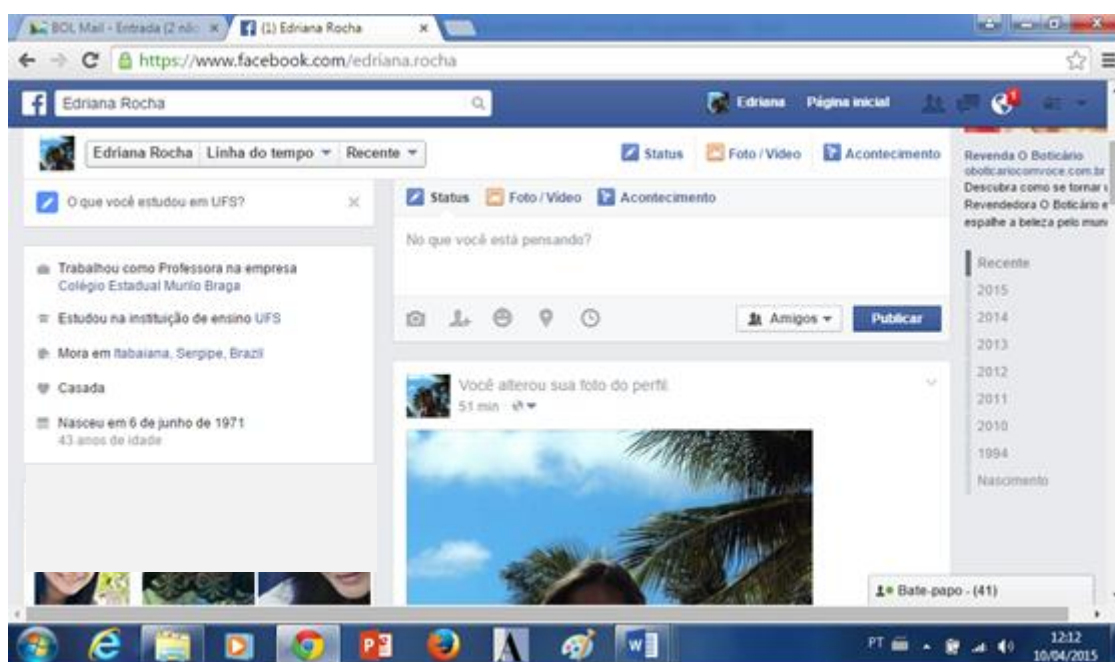 BOL Mail - Entrada (2 não
(1) Edriana Rocha
https://www.facebook.com/edriana.rocha
Edriana Rocha
Edriana Página inicial
1
Edriana Rocha Linha do tempo Recente
Status Foto / Vídeo Acontecimento
O que você estudou em UFS?
Trabalhou como Professora na empresa
Colégio Estadual Murilo Braga
Estudou na instituição de ensino UFS
Mora em Itabaiana, Sergipe, Brazil
Casada
Nasceu em 6 de junho de 1971
43 anos de idade
Status Foto / Vídeo Acontecimento
No que você está pensando?
Amigos Publicar
Você alterou sua foto do perfil.
51 min
Revenda O Boticário
oboticariocomvoce.com.br
Descubra como se tornar
Revendedora O Boticário e
espalhe a beleza pelo
Recente
2015
2014
2013
2012
2011
2010
1994
Nascimento
Bate-papo - (41)
PT
12:12
10/04/2015